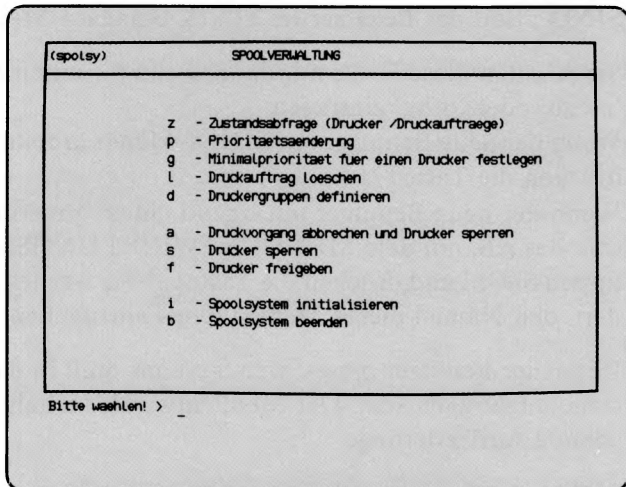 (spolsy) SPOOLVERWALTUNG
z - Zustandsabfrage (Drucker /Druckauftraege)
p - Prioritaetsaenderung
g - Minimalprioritaet fuer einen Drucker festlegen
l - Druckauftrag loeschen
d - Druckergruppen definieren
a - Druckvorgang abbrechen und Drucker sperren
s - Drucker sperren
f - Drucker freigeben
i - Spoolsystem initialisieren
b - Spoolsystem beenden
Bitte waehlen! > _